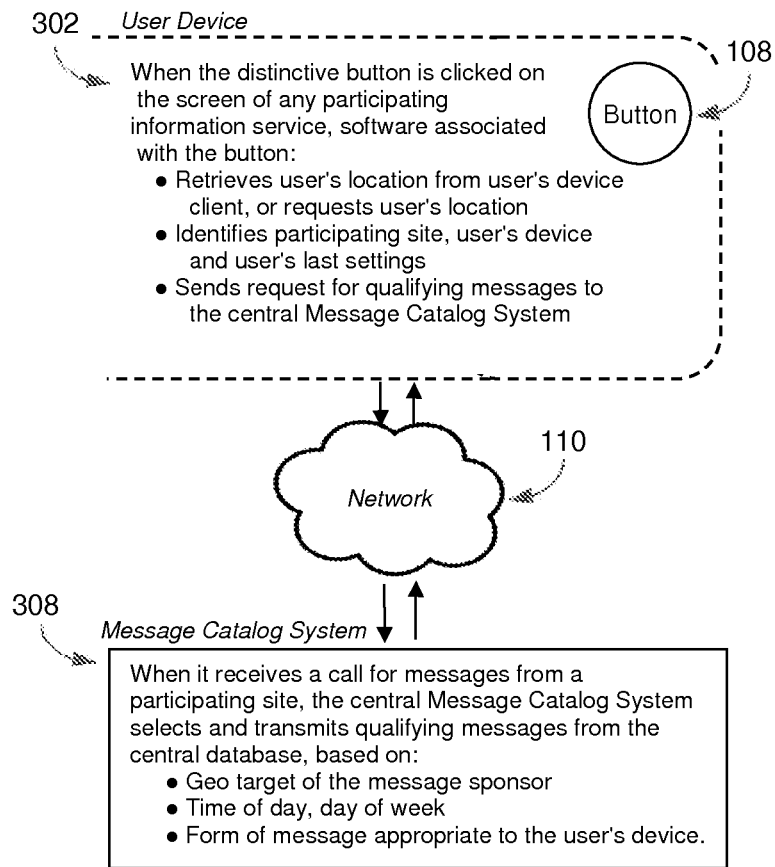 User Device
302
108
When the distinctive button is clicked on
the screen of any participating
information service, software associated
with the button:
Button
● Retrieves user's location from user's device
client, or requests user's location
● Identifies participating site, user's device
and user's last settings
● Sends request for qualifying messages to
the central Message Catalog System
110
Network
308
Message Catalog System
When it receives a call for messages from a
participating site, the central Message Catalog System
selects and transmits qualifying messages from the
central database, based on:
● Geo target of the message sponsor
● Time of day, day of week
● Form of message appropriate to the user's device.